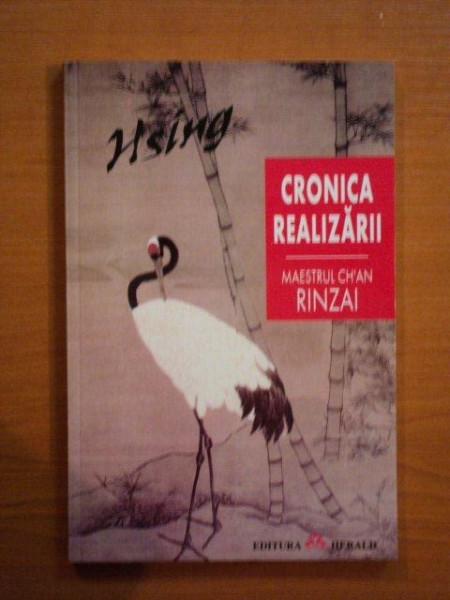 Hsing
CRONICA
REALIZĂRII
MAESTRUL CH'AN
RINZAI
EDITURA HERALD